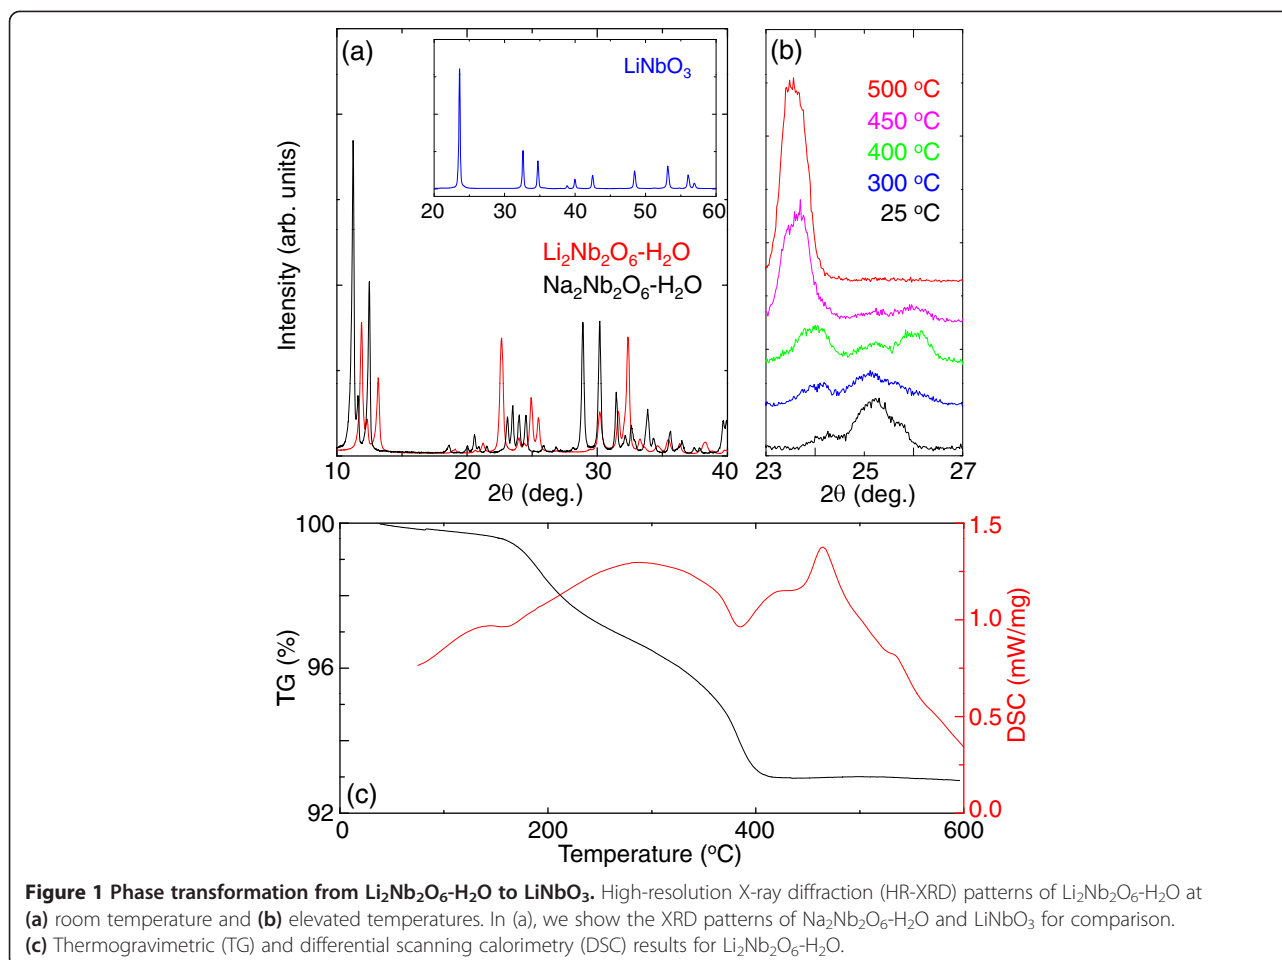 (a)
LiNbO₃
20 30 40 50 60
Li₂Nb₂O₆-H₂O
Na₂Nb₂O₆-H₂O
Intensity (arb. units)
10 20 30 40
2θ (deg.)
(b)
500 °C
450 °C
400 °C
300 °C
25 °C
23 25 27
2θ (deg.)
100
96
92
TG (%)
(c)
1.5
1.0
0.5
0.0
DSC (mW/mg)
0 200 400 600
Temperature (°C)
Figure 1 Phase transformation from Li₂Nb₂O₆-H₂O to LiNbO₃. High-resolution X-ray diffraction (HR-XRD) patterns of Li₂Nb₂O₆-H₂O at
(a) room temperature and (b) elevated temperatures. In (a), we show the XRD patterns of Na₂Nb₂O₆-H₂O and LiNbO₃ for comparison.
(c) Thermogravimetric (TG) and differential scanning calorimetry (DSC) results for Li₂Nb₂O₆-H₂O.